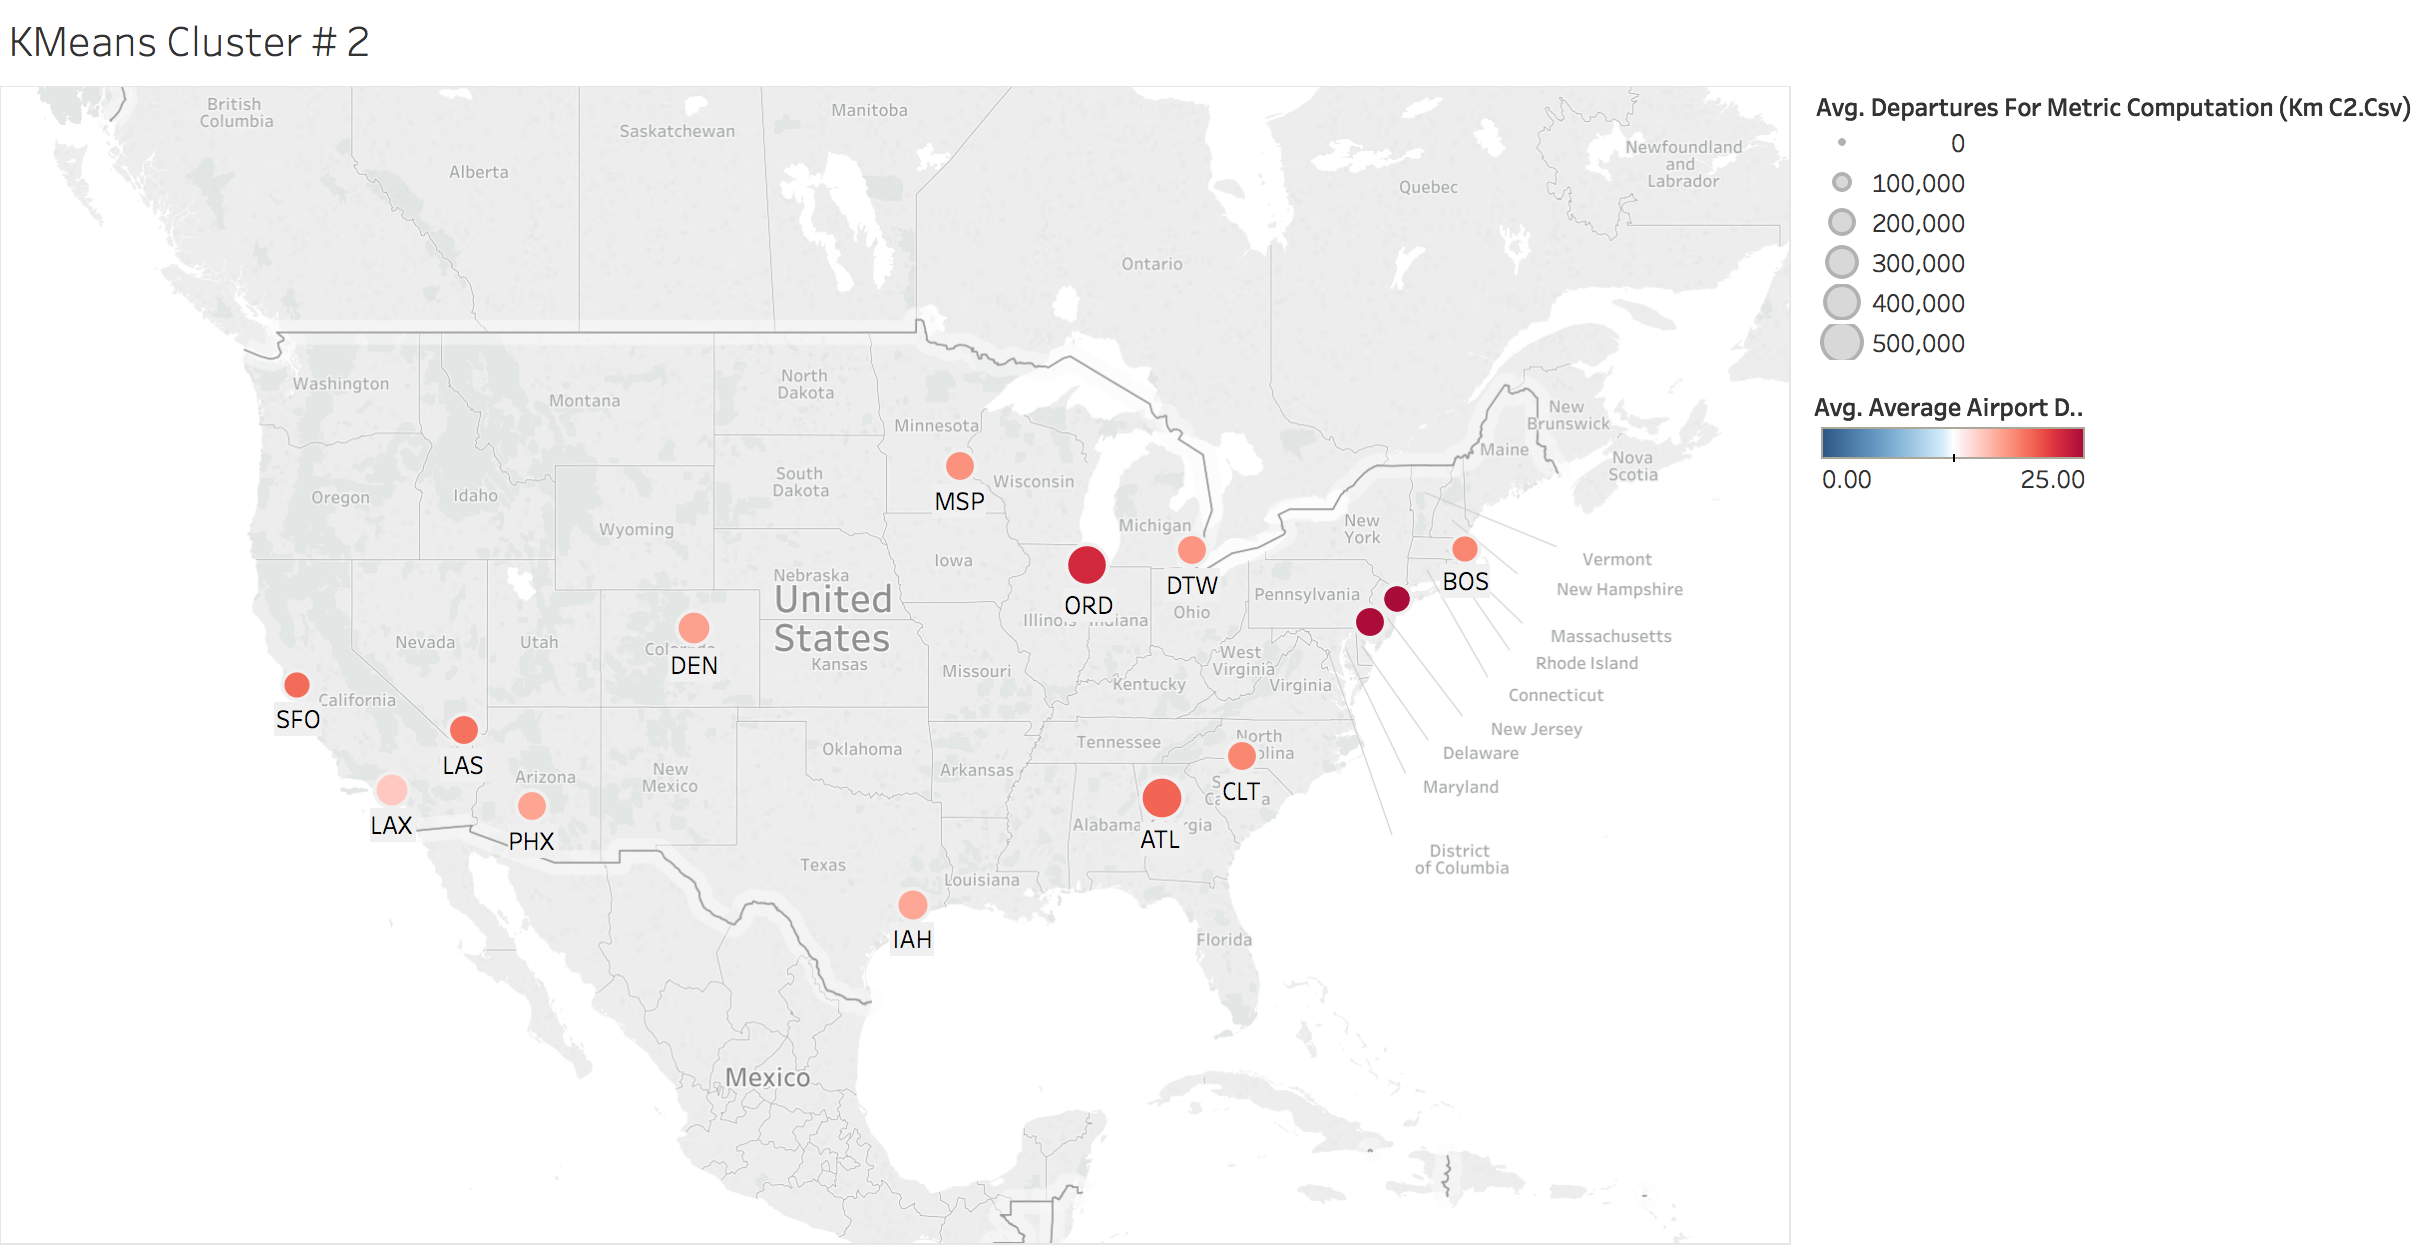 KMeans Cluster # 2
British
Columbia
Alberta
Saskatchewan
Manitoba
Ontario
Quebec
Newfoundland
and
Labrador
Washington
Montana
North
Dakota
Minnesota
New
Brunswick
Maine
Nova
Scotia
Oregon
Idaho
Wyoming
South
Dakota
MSP
Wisconsin
Michigan
New
York
Vermont
New Hampshire
Massachusetts
Rhode Island
Connecticut
New Jersey
Delaware
Maryland
District
of Columbia
Iowa
Nebraska
United
States
ORD
DTW
BOS
Pennsylvania
Ohio
Illinois Indiana
Nevada
Utah
DEN
Kansas
Missouri
West
Virginia
Virginia
Kentucky
SFO
California
LAS
LAX
Arizona
PHX
New
Mexico
Oklahoma
Arkansas
Tennessee
North
CLT
Alabama
ATL
Texas
Louisiana
IAH
Florida
Mexico
Avg. Departures For Metric Computation (Km C2.Csv)
0
100,000
200,000
300,000
400,000
500,000
Avg. Average Airport D..
0.00 25.00